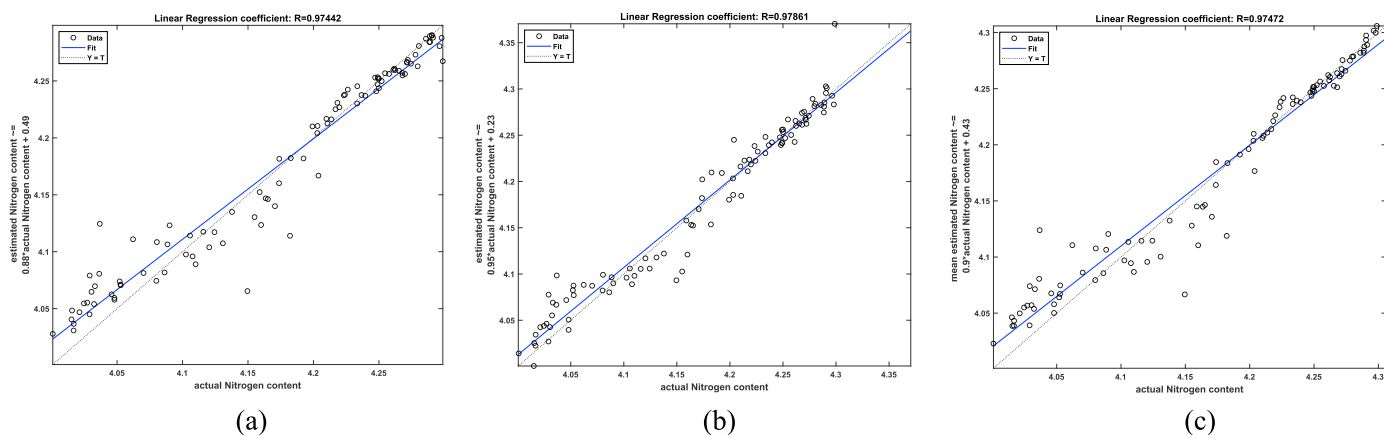 Linear Regression coefficient: R=0.97442
Data
Fit
Y = T
4.25
4.2
4.15
4.1
4.05
estimated Nitrogen content ~=
0.88*actual Nitrogen content + 0.49
4.05 4.1 4.15 4.2 4.25
actual Nitrogen content
(a)
Linear Regression coefficient: R=0.97861
Data
Fit
Y = T
4.35
4.3
4.25
4.2
4.15
4.1
4.05
estimated Nitrogen content ~=
0.95*actual Nitrogen content + 0.23
4.05 4.1 4.15 4.2 4.25 4.3 4.35
actual Nitrogen content
(b)
Linear Regression coefficient: R=0.97472
Data
Fit
Y = T
4.3
4.25
4.2
4.15
4.1
4.05
mean estimated Nitrogen content ~=
0.9*actual Nitrogen content + 0.43
4.05 4.1 4.15 4.2 4.25 4.3
actual Nitrogen content
(c)